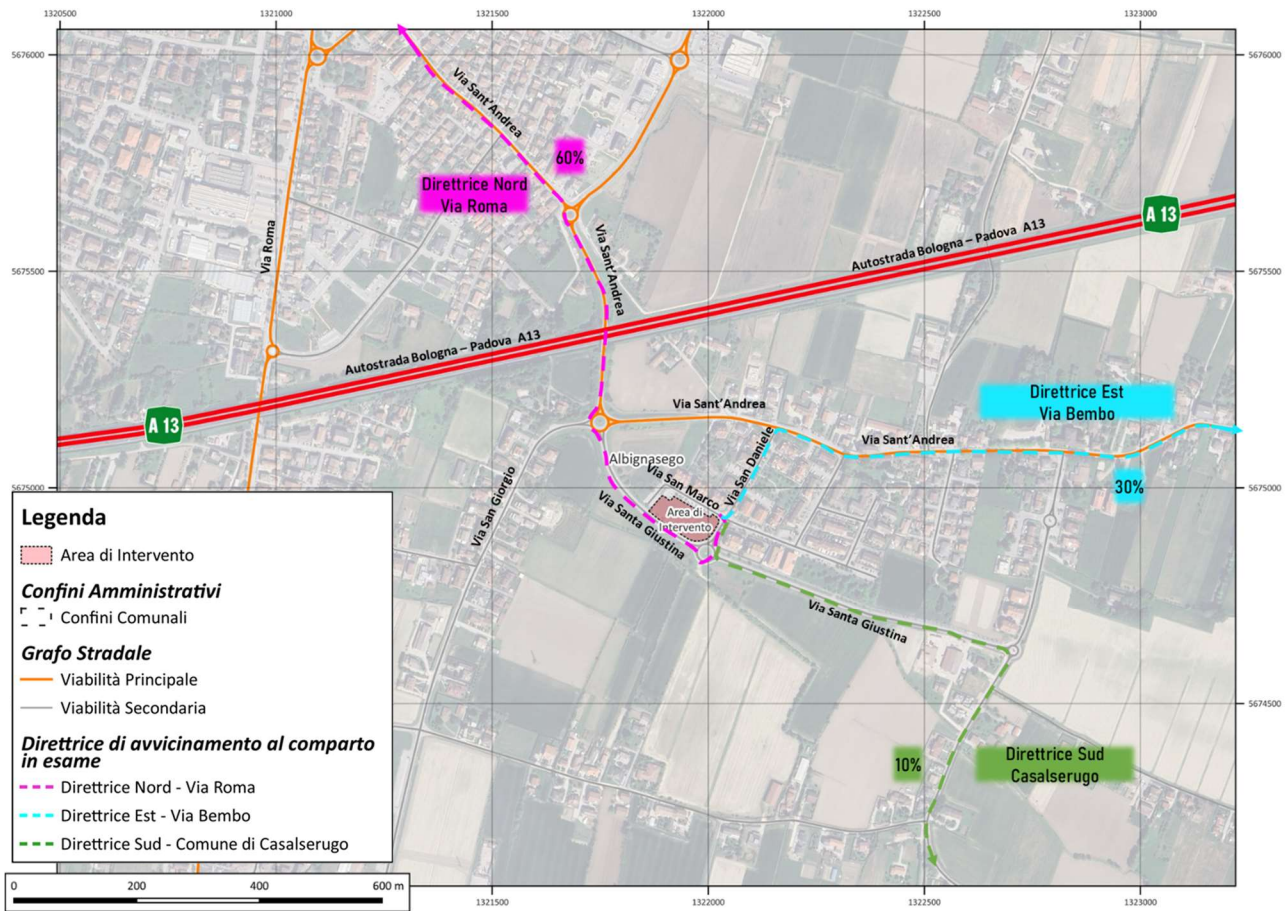 1320500
1321000
1321500
1322000
1322500
1323000
5676000
5676000
Via Sant'Andrea
60%
Direttrice Nord
Via Roma
A 13
Via Roma
Via Sant'Andrea
Autostrada Bologna – Padova A13
5675500
5675500
Autostrada Bologna – Padova A13
A 13
Direttrice Est
Via Bembo
Via Sant'Andrea
Via Sant'Andrea
Albignasego
Via San Marco
Via San Daniele
30%
5675000
5675000
Via San Giorgio
Area di
Intervento
Via Santa Giustina
Via Santa Giustina
Legenda
Area di Intervento
Confini Amministrativi
Confini Comunali
Grafo Stradale
Viabilità Principale
Viabilità Secondaria
Direttrice di avvicinamento al comparto
in esame
Direttrice Nord - Via Roma
Direttrice Est - Via Bembo
Direttrice Sud - Comune di Casalserugo
5674500
10%
Direttrice Sud
Casalserugo
0 200 400 600 m
1321500
1322000
1322500
1323000